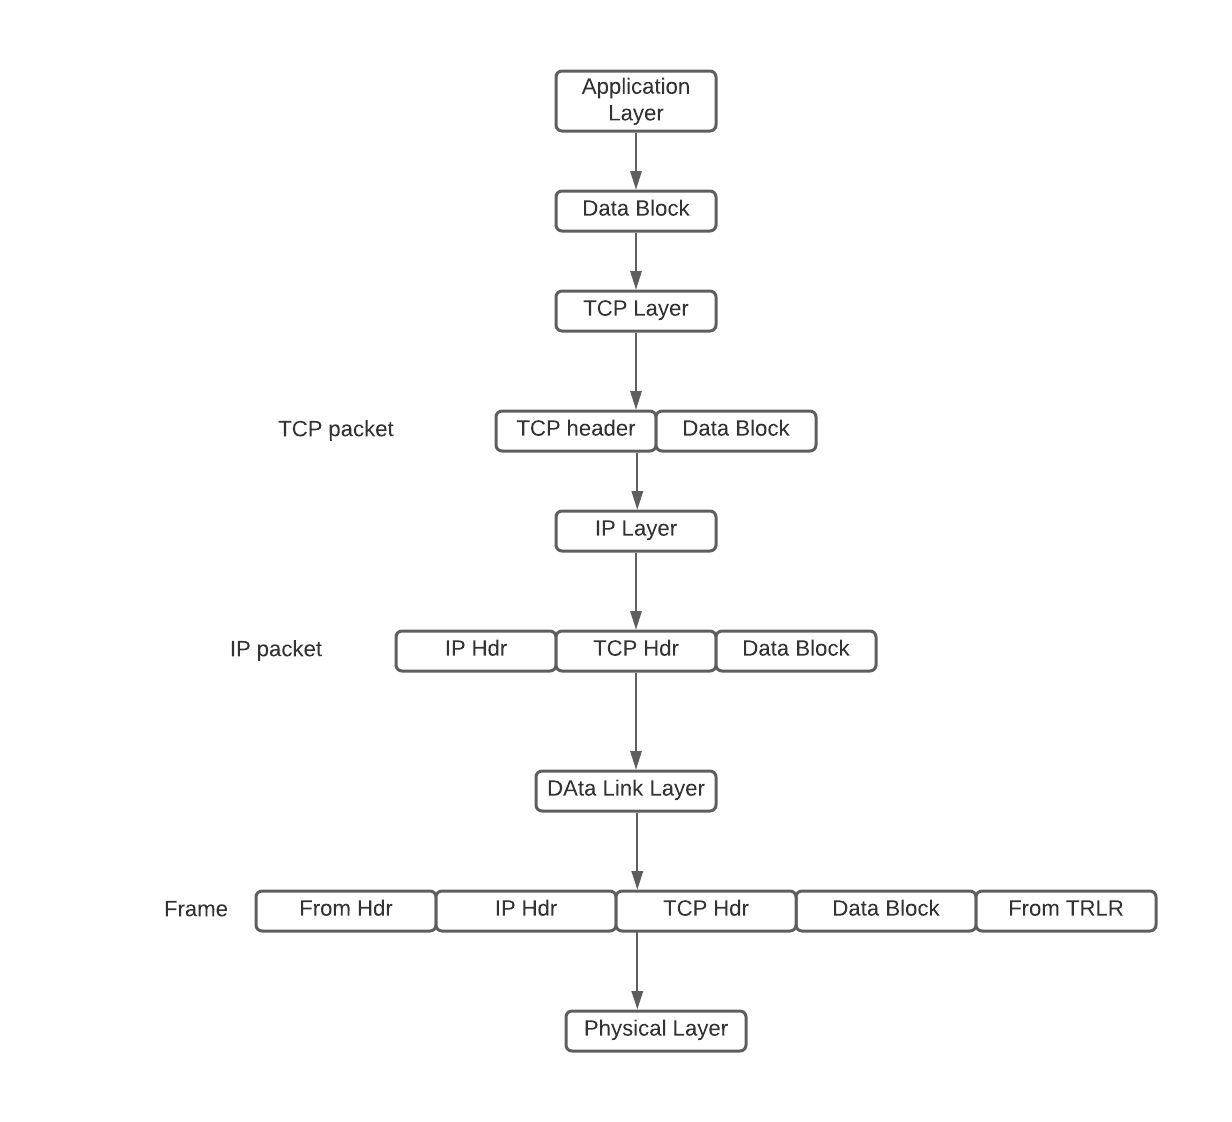 Application
Layer
Data Block
TCP Layer
TCP packet
TCP header
Data Block
IP Layer
IP packet
IP Hdr
TCP Hdr
Data Block
DAta Link Layer
Frame
From Hdr
IP Hdr
TCP Hdr
Data Block
From TRLR
Physical Layer